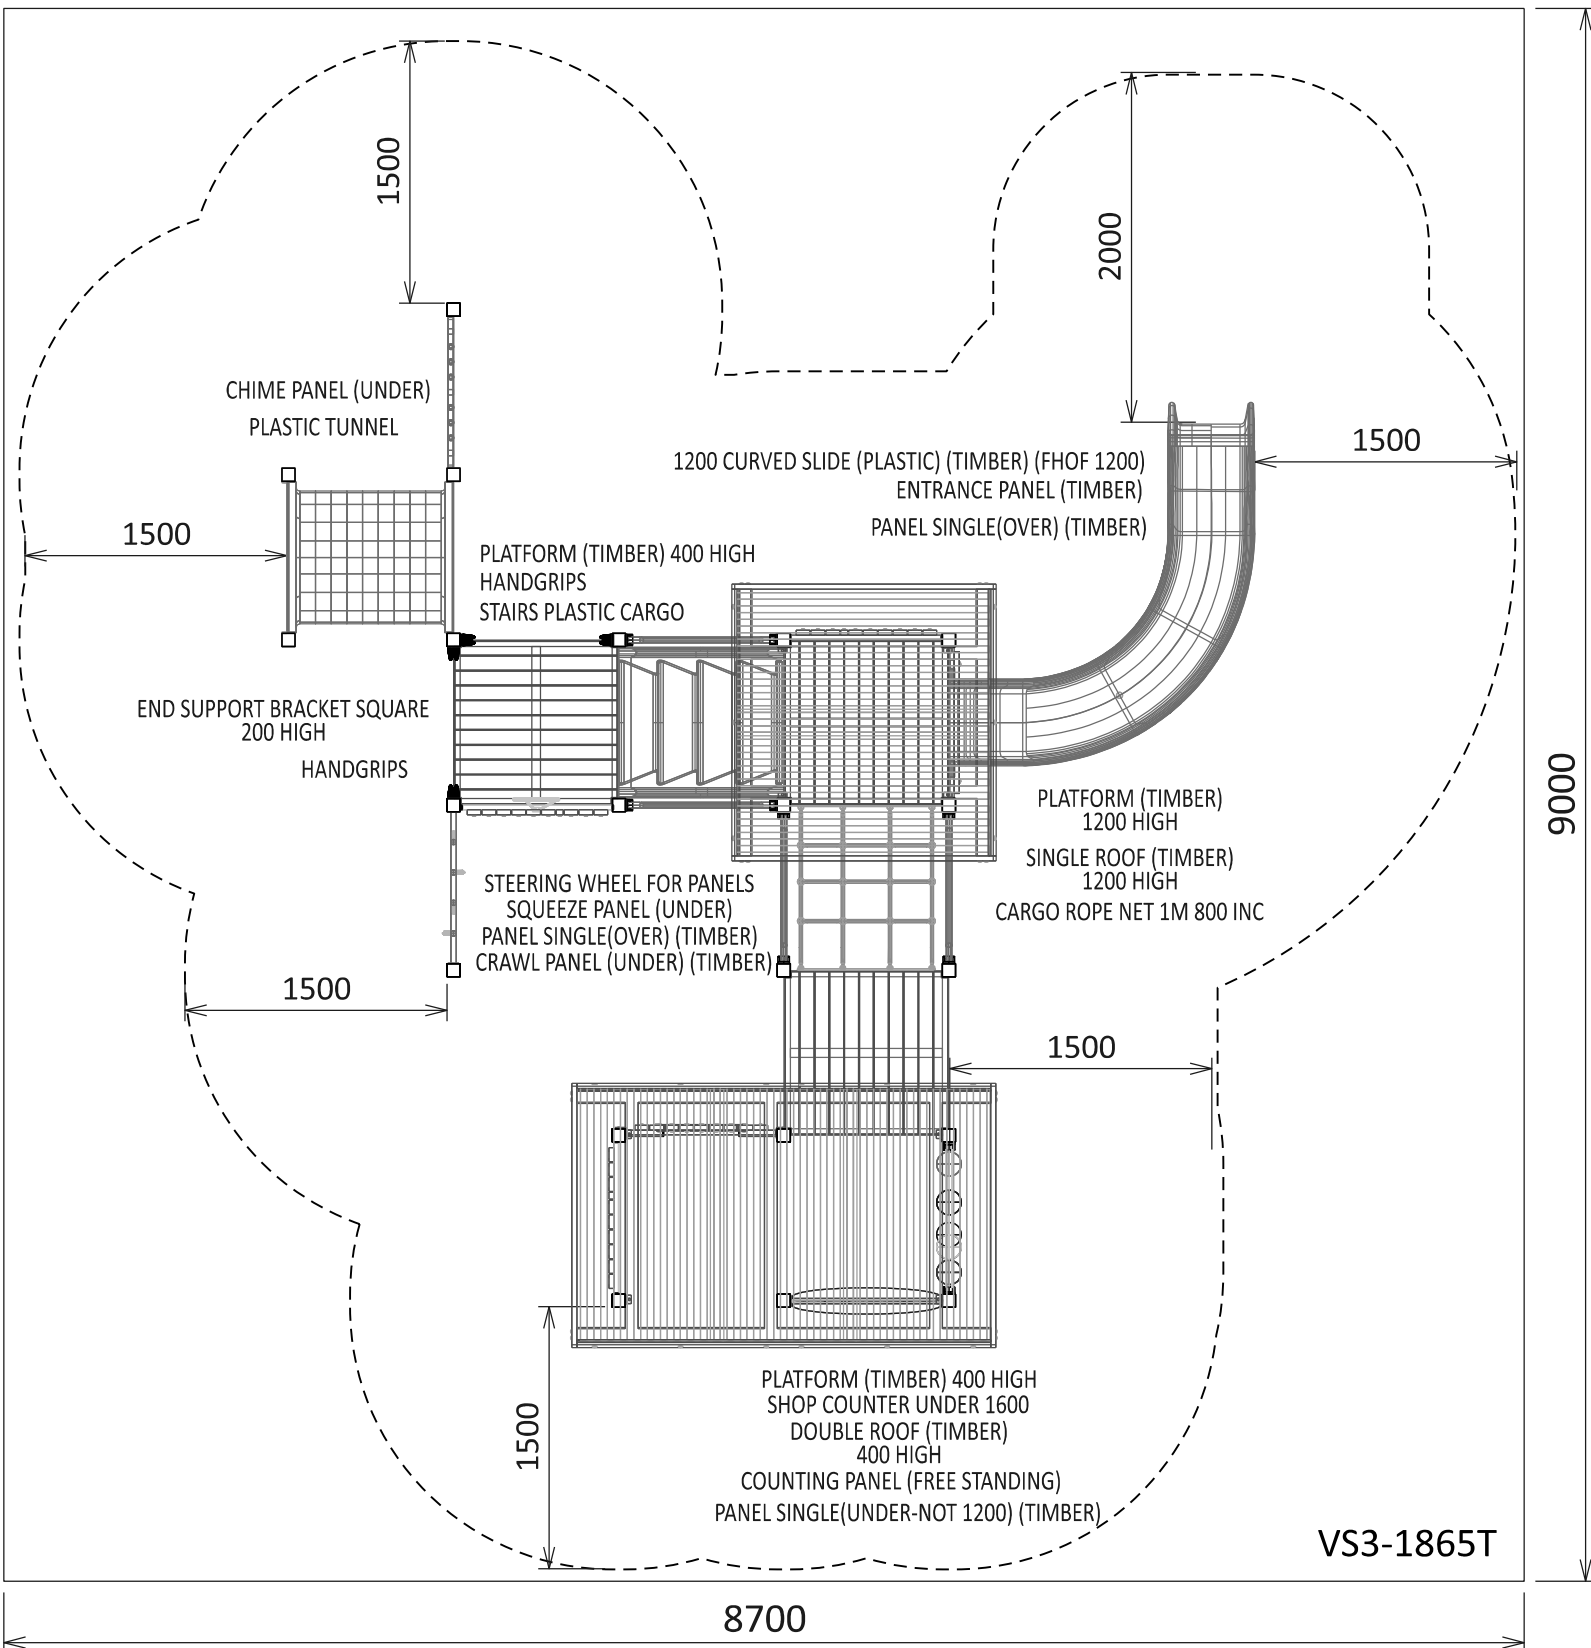 1500
2000
CHIME PANEL (UNDER)
PLASTIC TUNNEL
1500
1200 CURVED SLIDE (PLASTIC) (TIMBER) (FHOF 1200)
ENTRANCE PANEL (TIMBER)
PANEL SINGLE(OVER) (TIMBER)
1500
PLATFORM (TIMBER) 400 HIGH
HANDGRIPS
STAIRS PLASTIC CARGO
END SUPPORT BRACKET SQUARE
200 HIGH
HANDGRIPS
PLATFORM (TIMBER)
1200 HIGH
SINGLE ROOF (TIMBER)
1200 HIGH
CARGO ROPE NET 1M 800 INC
9000
STEERING WHEEL FOR PANELS
SQUEEZE PANEL (UNDER)
PANEL SINGLE(OVER) (TIMBER)
CRAWL PANEL (UNDER) (TIMBER)
1500
1500
1500
PLATFORM (TIMBER) 400 HIGH
SHOP COUNTER UNDER 1600
DOUBLE ROOF (TIMBER)
400 HIGH
COUNTING PANEL (FREE STANDING)
PANEL SINGLE(UNDER-NOT 1200) (TIMBER)
VS3-1865T
8700